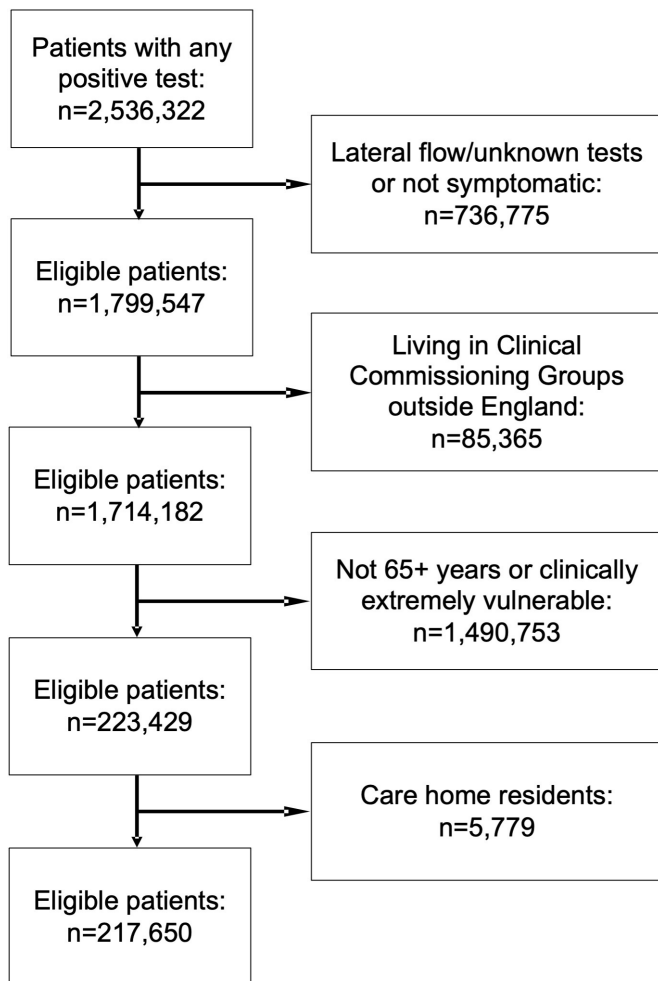 Patients with any
positive test:
n=2,536,322
Lateral flow/unknown tests
or not symptomatic:
n=736,775
Eligible patients:
n=1,799,547
Living in Clinical
Commissioning Groups
outside England:
n=85,365
Eligible patients:
n=1,714,182
Not 65+ years or clinically
extremely vulnerable:
n=1,490,753
Eligible patients:
n=223,429
Care home residents:
n=5,779
Eligible patients:
n=217,650